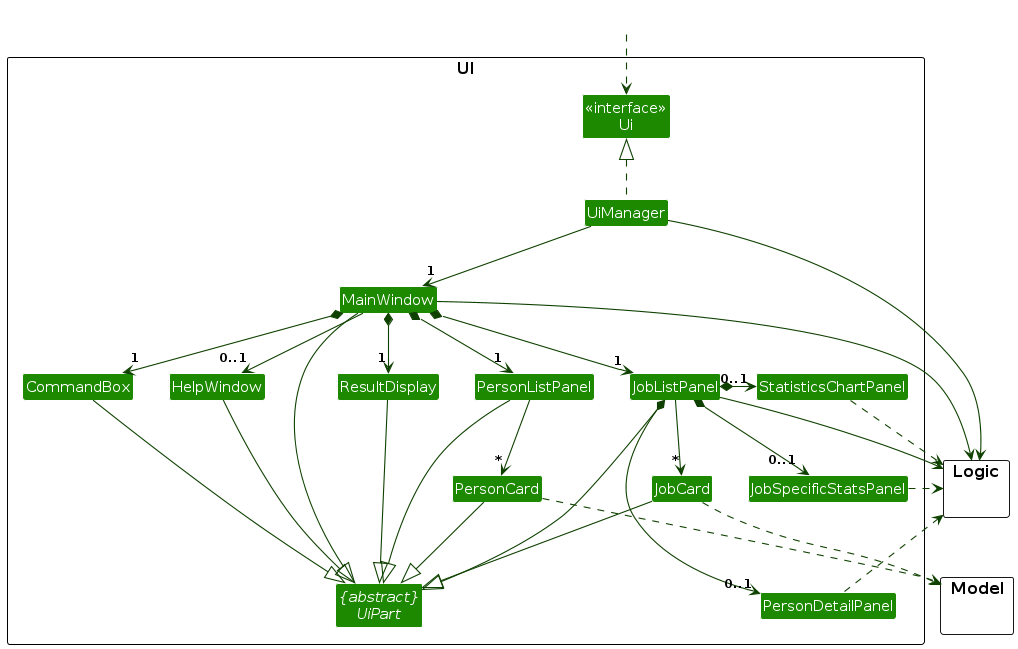 UI
«interface»
Ui
UiManager
1
MainWindow
1
0..1
1
1
1
CommandBox
HelpWindow
ResultDisplay
PersonListPanel
JobListPanel
0..1
StatisticsChartPanel
*
*
0..1
PersonCard
JobCard
JobSpecificStatsPanel
Logic
0..1
{abstract}
UiPart
PersonDetailPanel
Model